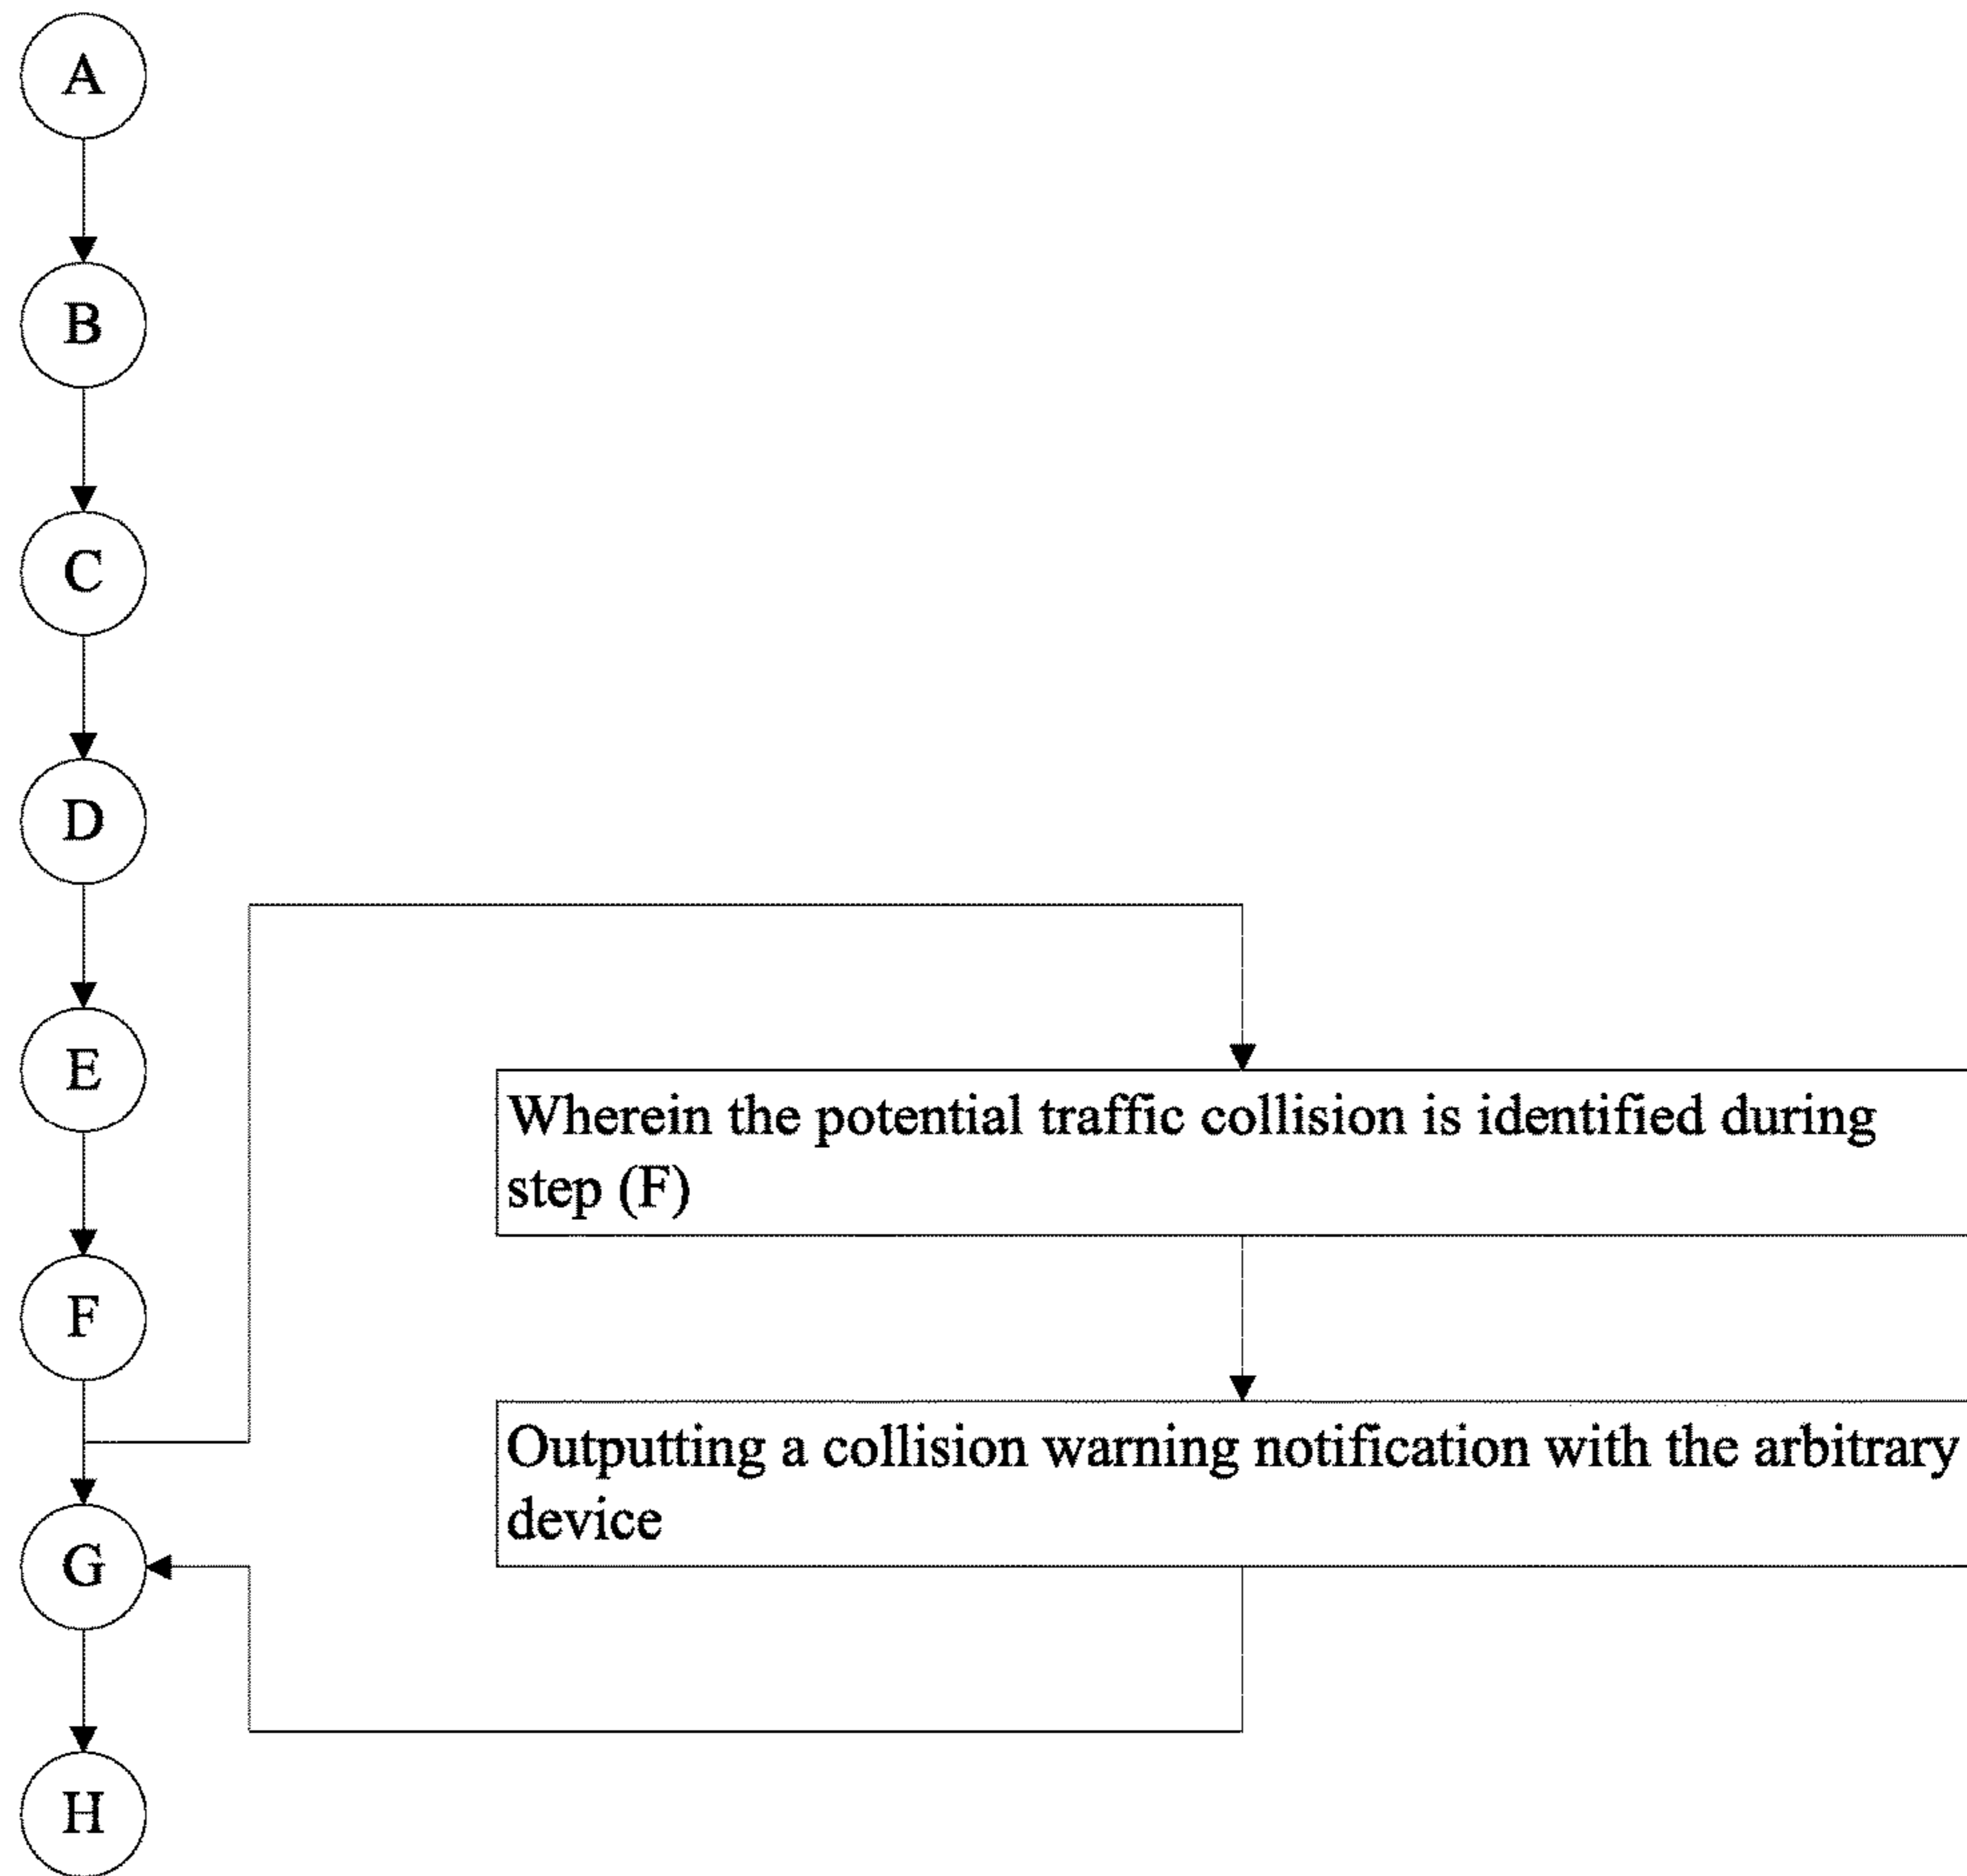 A
B
C
D
E
Wherein the potential traffic collision is identified during
step (F)
F
Outputting a collision warning notification with the arbitrary
device
G
H